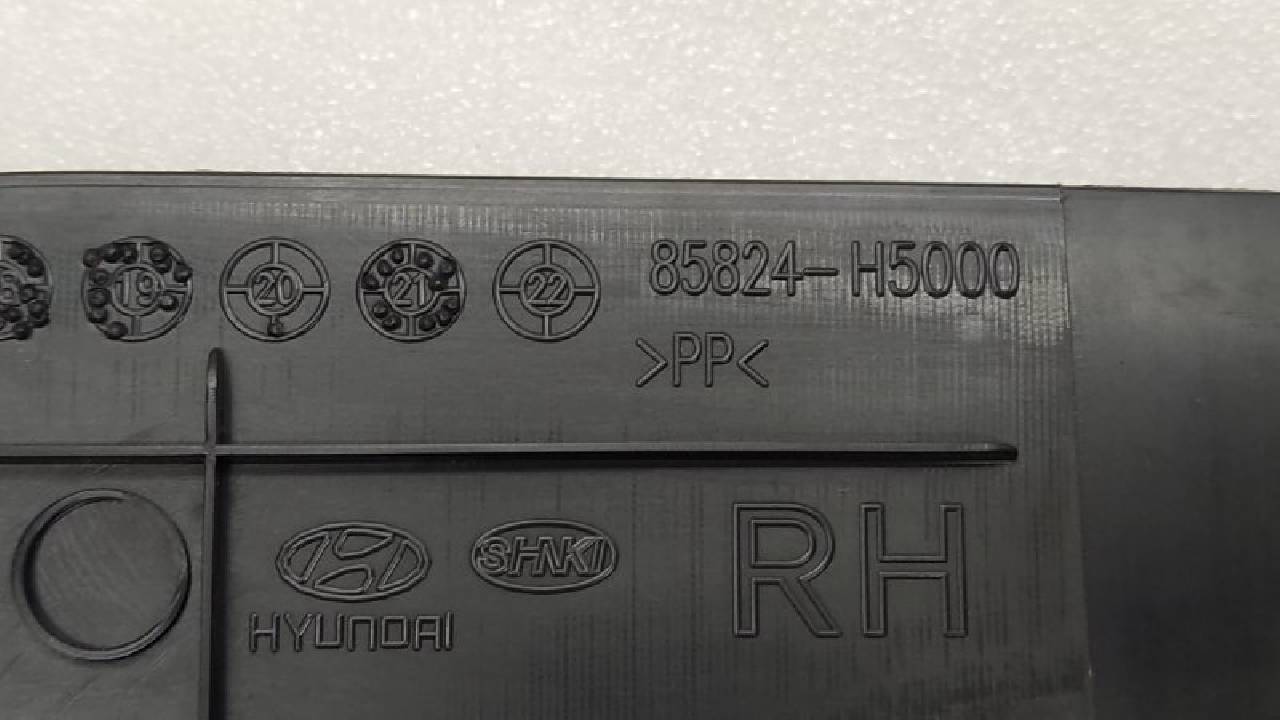 19 20 21 22 85824-H5000
>PP<
SHNKI RH
HYUNDAI